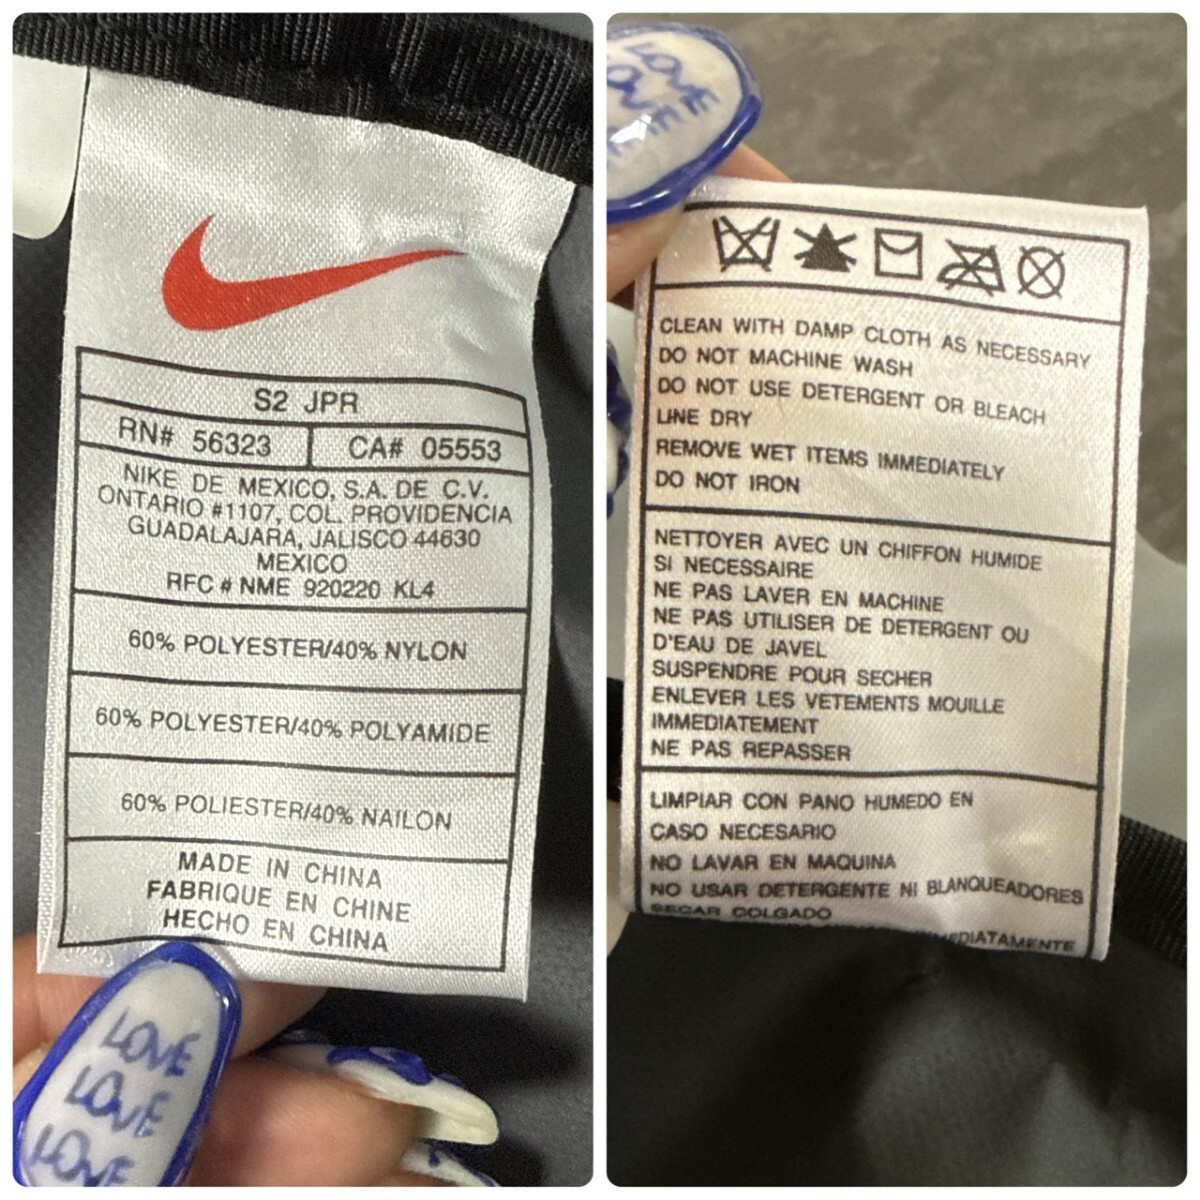 S2 JPR
RN# 56323
CA# 05553
NIKE DE MEXICO, S.A. DE C.V.
ONTARIO #1107, COL. PROVIDENCIA
GUADALAJARA, JALISCO 44630
MEXICO
RFC # NME 920220 KL4
60% POLYESTER/40% NYLON
60% POLYESTER/40% POLYAMIDE
60% POLIESTER/40% NAILON
MADE IN CHINA
FABRIQUE EN CHINE
HECHO EN CHINA
LOVE
LOVE
LOVE
LOVE
LOVE
CLEAN WITH DAMP CLOTH AS NECESSARY
DO NOT MACHINE WASH
DO NOT USE DETERGENT OR BLEACH
LINE DRY
REMOVE WET ITEMS IMMEDIATELY
DO NOT IRON
NETTOYER AVEC UN CHIFFON HUMIDE
SI NECESSAIRE
NE PAS LAVER EN MACHINE
NE PAS UTILISER DE DETERGENT OU
D'EAU DE JAVEL
SUSPENDRE POUR SECHER
ENLEVER LES VETEMENTS MOUILLE
IMMEDIATEMENT
NE PAS REPASSER
LIMPIAR CON PANO HUMEDO EN
CASO NECESARIO
NO LAVAR EN MAQUINA
NO USAR DETERGENTE NI BLANQUEADORES
SECAR COLGADO